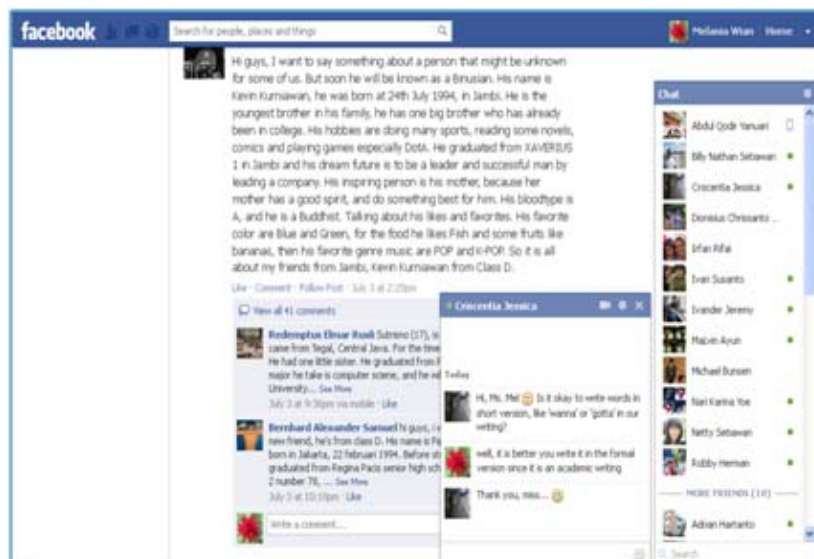 facebook
Search for people, places and things
Melania Wian Home
Hi guys, I want to say something about a person that might be unknown
for some of us. But soon he will be known as a Binusian. His name is
Kevin Kurniawan, he was born at 24th July 1994, in Jambi. He is the
youngest brother in his family, he has one big brother who has already
been in college. His hobbies are doing many sports, reading some novels,
comics and playing games especially DotA. He graduated from XAVERIUS
1 in Jambi and his dream future is to be a leader and successful man by
leading a company. His inspiring person is his mother, because her
mother has a good spirit, and do something best for him. His bloodtype is
A, and he is a Buddhist. Talking about his likes and favorites. His favorite
color are Blue and Green, for the food he likes Fish and some fruits like
bananas, then his favorite genre music are POP and K-POP. So it is all
about my friends from Jambi, Kevin Kurniawan from Class D.
Like · Comment · Follow Post · July 3 at 2:20pm
View all 41 comments
Redemptus Elmar Rusli Sutrisno (17), is
came from Tegal, Central Java. For the time
He had one little sister. He graduated from
major he take is computer sciene, and he wi
University... See More
July 3 at 9:36pm via mobile · Like
Bernhard Alexander Samuel hi guys, i
new friend, he's from class D. His name is
born in Jakarta, 22 februari 1994. Before
graduated from Regina Pacis senior high
2 number 78, ... See More
July 3 at 10:50pm · Like
Write a comment...
Criscentia Jessica
Today
Hi, Ms. Mel Is it okay to write words in
short version, like 'wanna' or 'gotta' in our
writing?
well, it is better you write it in the formal
version since it is an academic writing
Thank you, miss...
Chat
Abdul Qodir Yanuari
Billy Nathan Setiawan
Criscentia Jessica
Dionisius Chrissanto ...
Irfan Rifai
Ivan Susanto
Ivander Jeremy
Malvin Ayun
Michael Bunsen
Nari Karina Yoe
Netty Setiawan
Robby Herman
MORE FRIENDS (10)
Adrian Hartanto
Search